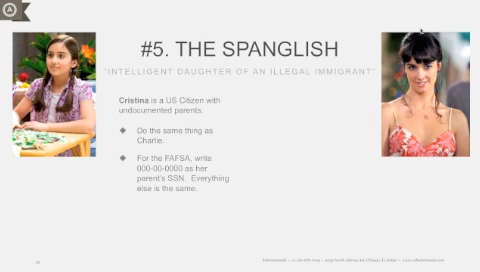 A
#5. THE SPANGLISH
"INTELLIGENT DAUGHTER OF AN ILLEGAL IMMIGRANT"
Cristina is a US Citizen with
undocumented parents.
◆ Do the same thing as
Charlie.
◆ For the FAFSA, write
000-00-0000 as her
parent's SSN. Everything
else is the same.